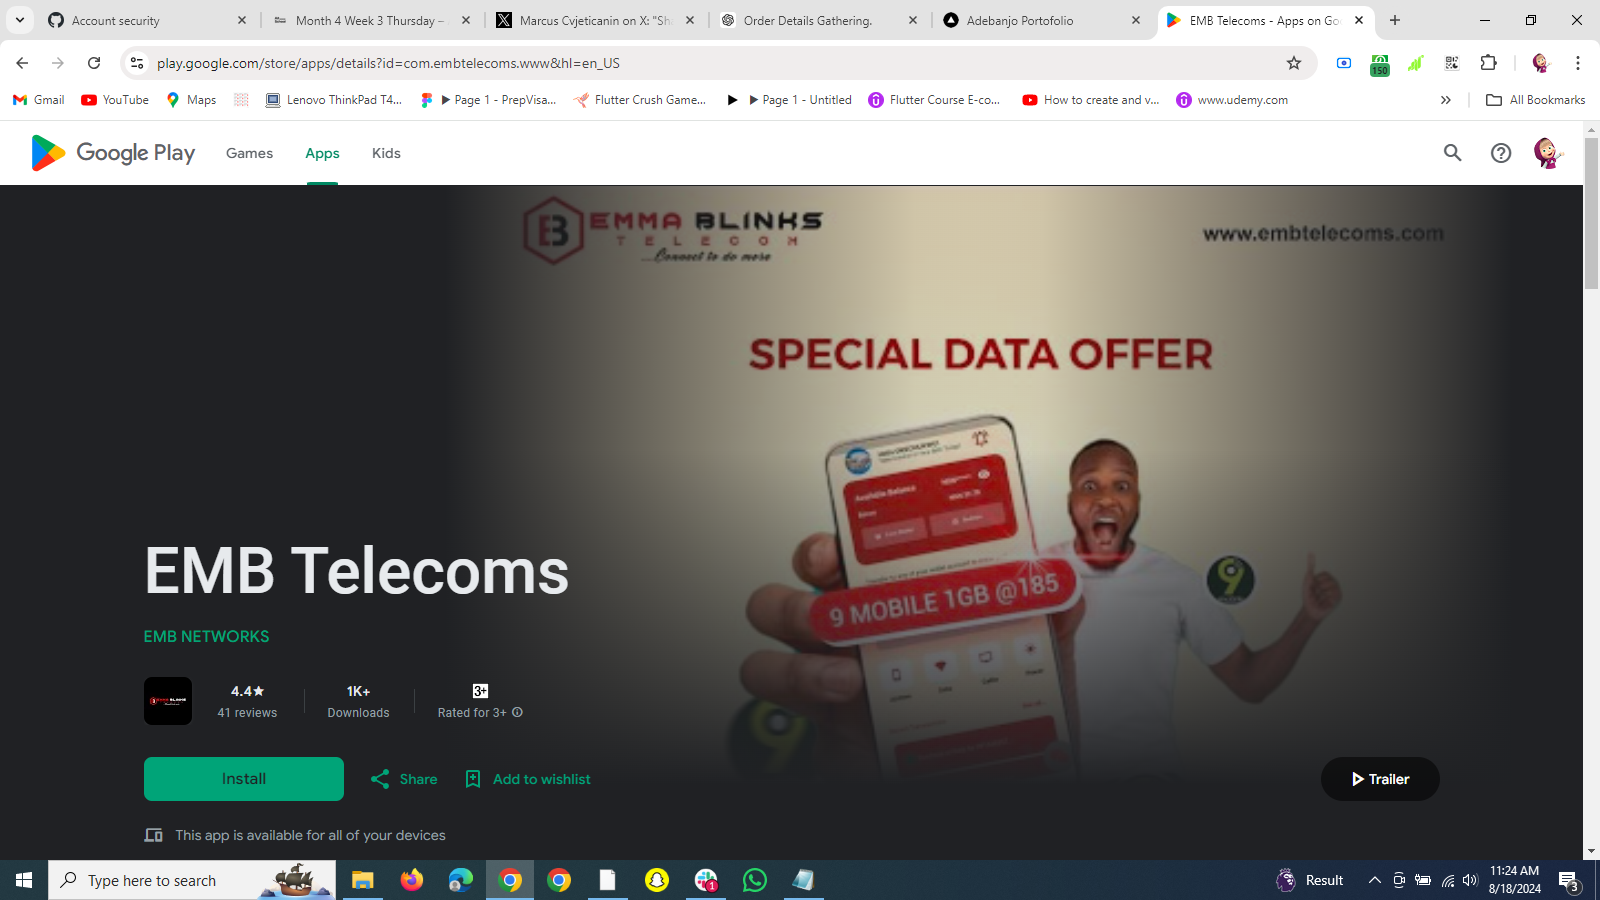 Account security
Month 4 Week 3 Thursday –
Marcus Cvjeticanin on X: "Sh
Order Details Gathering.
Adebanjo Portofolio
EMB Telecoms - Apps on Go
play.google.com/store/apps/details?id=com.embtelecoms.www&hl=en_US
150
Gmail
YouTube
Maps
Lenovo ThinkPad T4...
Page 1 - PrepVisa...
Flutter Crush Game...
Page 1 - Untitled
Flutter Course E-co...
How to create and v...
www.udemy.com
All Bookmarks
Google Play
Games
Apps
Kids
EB EMMA BLINKS
TELECOM
...Connect to do more
www.embtelecoms.com
SPECIAL DATA OFFER
Available Balance
9 MOBILE 1GB @185
9
EMB Telecoms
EMB NETWORKS
4.4★
41 reviews
1K+
Downloads
3+
Rated for 3+
Install
Share
Add to wishlist
Trailer
This app is available for all of your devices
Type here to search
1
Result
11:24 AM
8/18/2024
3